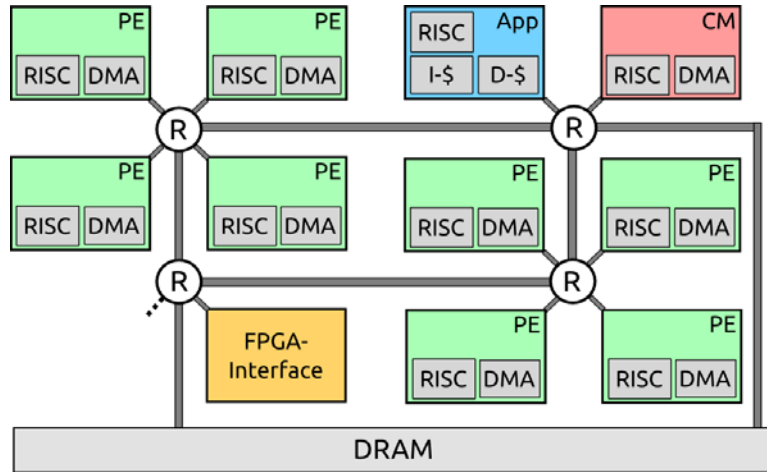 PE
RISC DMA
PE
RISC DMA
App
RISC
I-$ D-$
CM
RISC DMA
R
R
PE
RISC DMA
PE
RISC DMA
PE
RISC DMA
PE
RISC DMA
R
R
FPGA-
Interface
PE
RISC DMA
PE
RISC DMA
DRAM